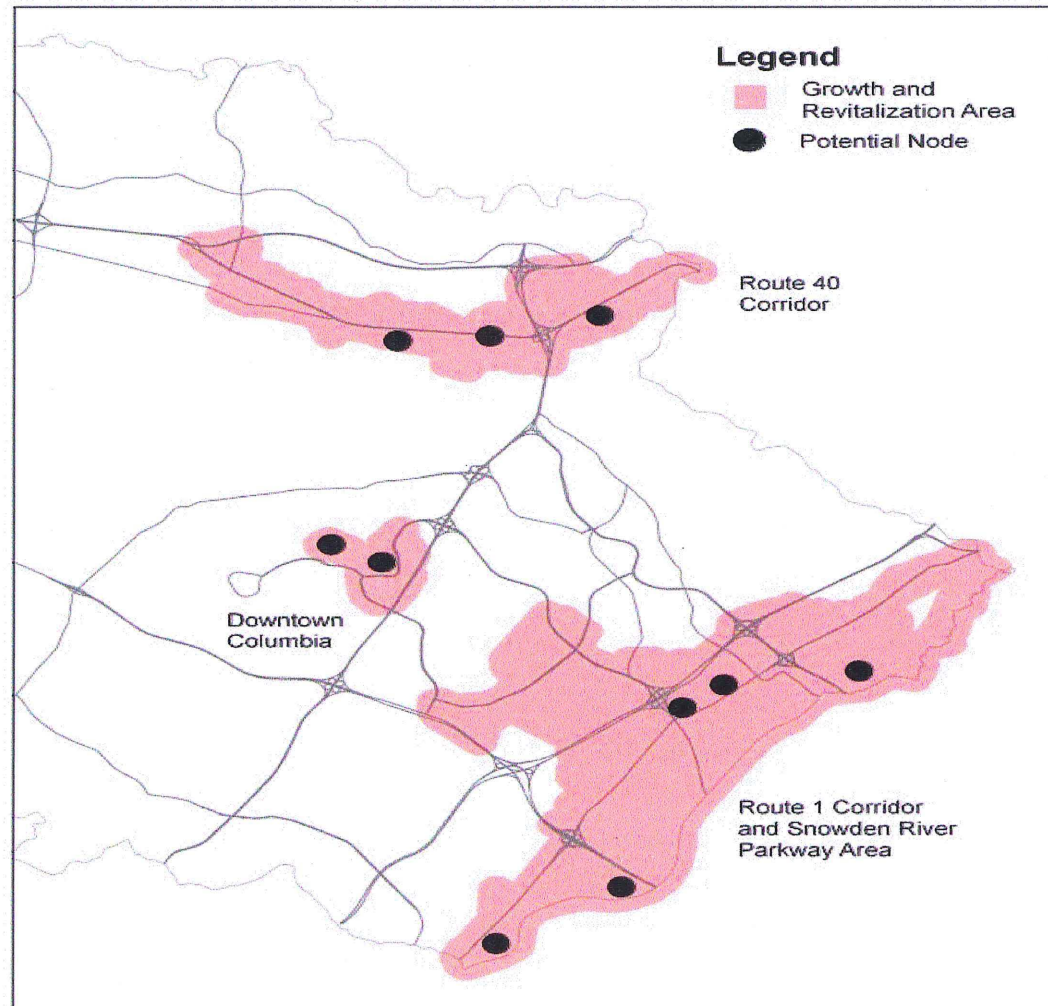 Legend
Growth and
Revitalization Area
Potential Node
Route 40
Corridor
Downtown
Columbia
Route 1 Corridor
and Snowden River
Parkway Area